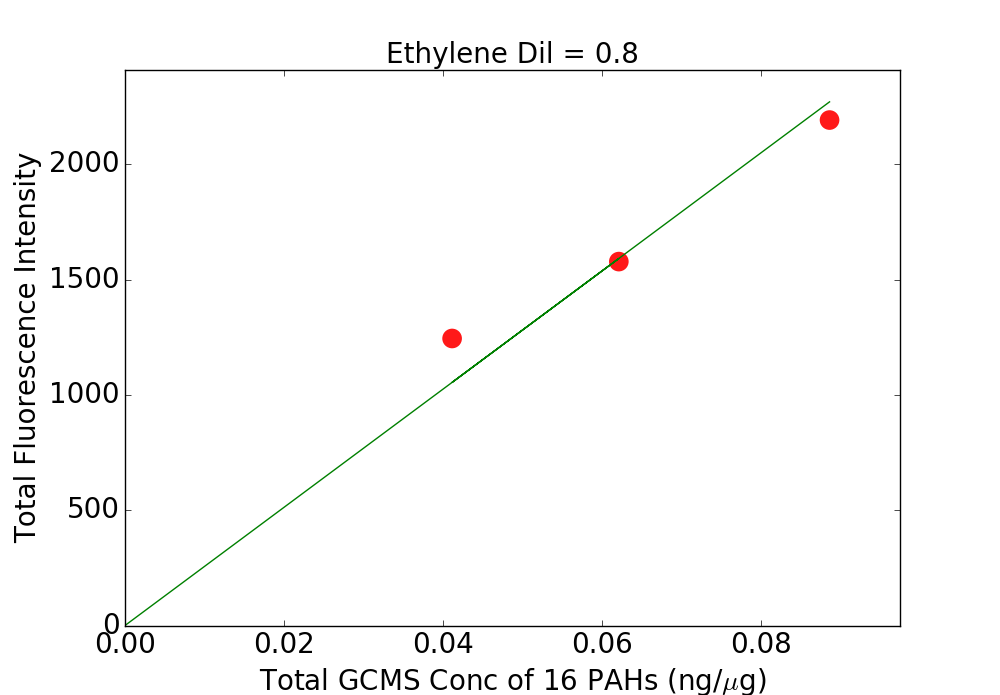 Ethylene Dil = 0.8
Total Fluorescence Intensity
2000
1500
1000
500
0
0.00 0.02 0.04 0.06 0.08
Total GCMS Conc of 16 PAHs (ng/μg)